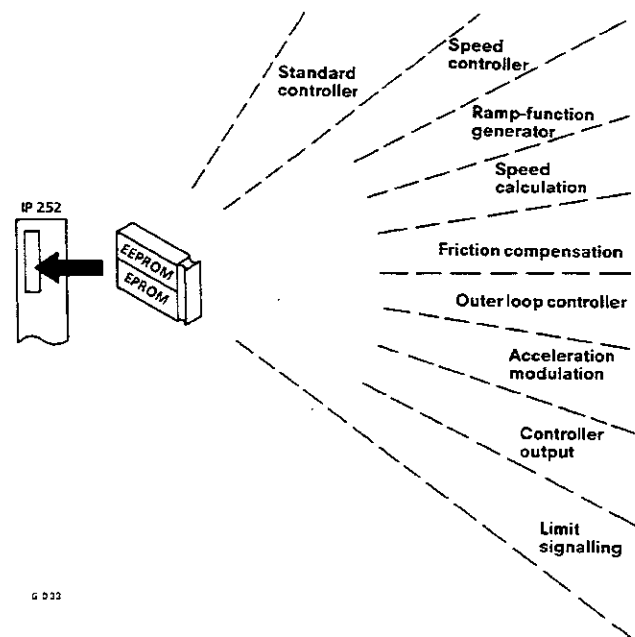 Standard
controller
Speed
controller
Ramp-function
generator
Speed
calculation
IP 252
EEPROM
EPROM
Friction compensation
Outer loop controller
Acceleration
modulation
Controller
output
Limit
signalling